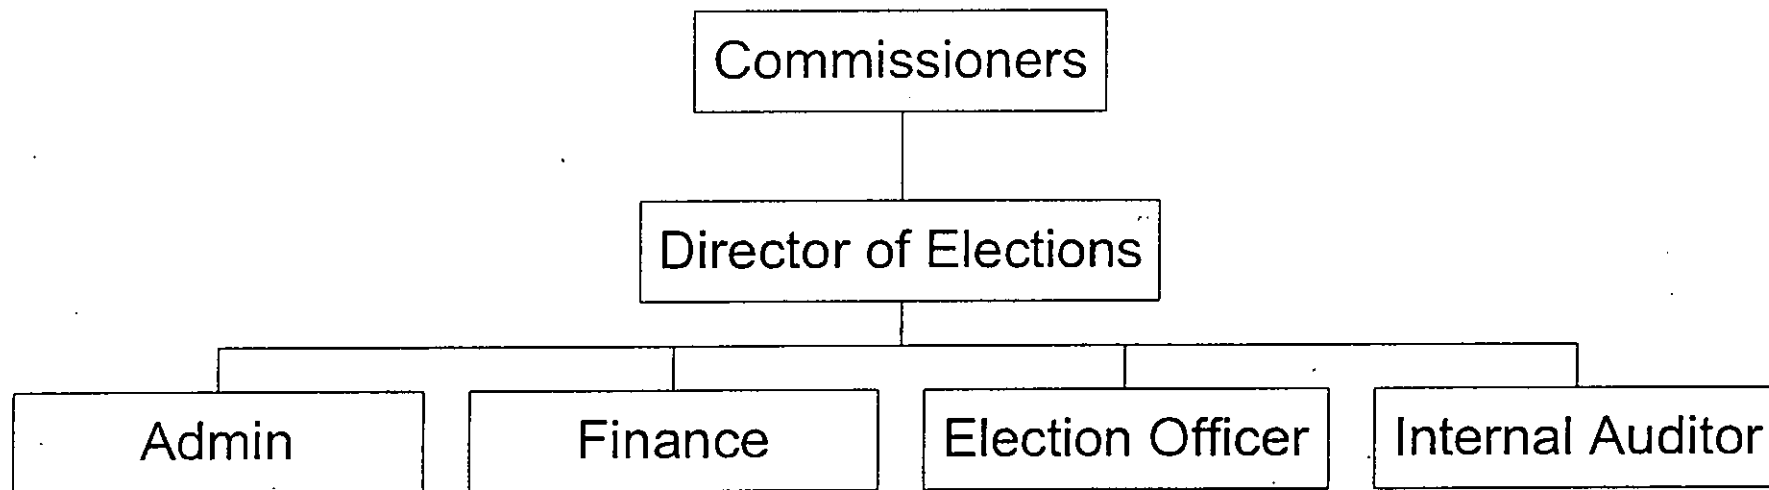 Commissioners
Director of Elections
Admin
Finance
Election Officer
Internal Auditor